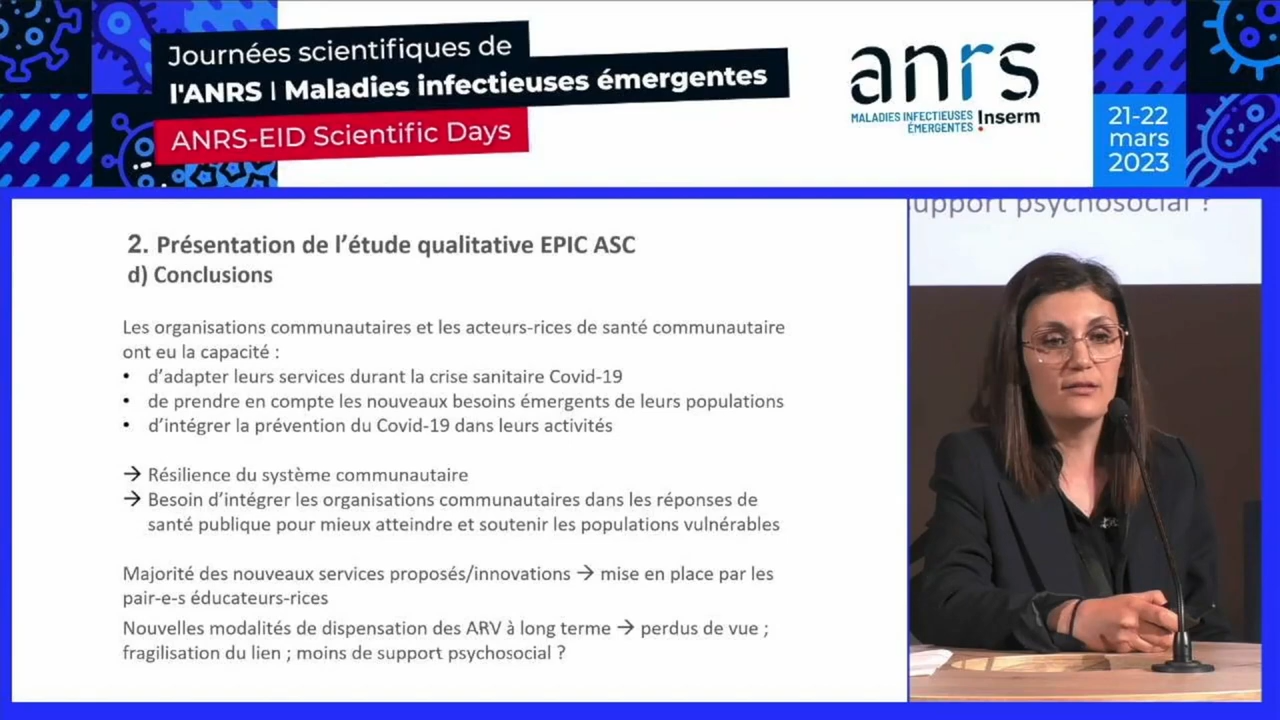 Journées scientifiques de
l'ANRS | Maladies infectieuses émergentes
ANRS-EID Scientific Days
anrs
MALADIES INFECTIEUSES
ÉMERGENTES Inserm
21-22
mars
2023
2. Présentation de l'étude qualitative EPIC ASC
d) Conclusions
Les organisations communautaires et les acteurs-rices de santé communautaire
ont eu la capacité :
• d'adapter leurs services durant la crise sanitaire Covid-19
• de prendre en compte les nouveaux besoins émergents de leurs populations
• d'intégrer la prévention du Covid-19 dans leurs activités
→ Résilience du système communautaire
→ Besoin d'intégrer les organisations communautaires dans les réponses de
santé publique pour mieux atteindre et soutenir les populations vulnérables
Majorité des nouveaux services proposés/innovations → mise en place par les
pair-e-s éducateurs-rices
Nouvelles modalités de dispensation des ARV à long terme → perdus de vue ;
fragilisation du lien ; moins de support psychosocial ?
support psychosocial ?